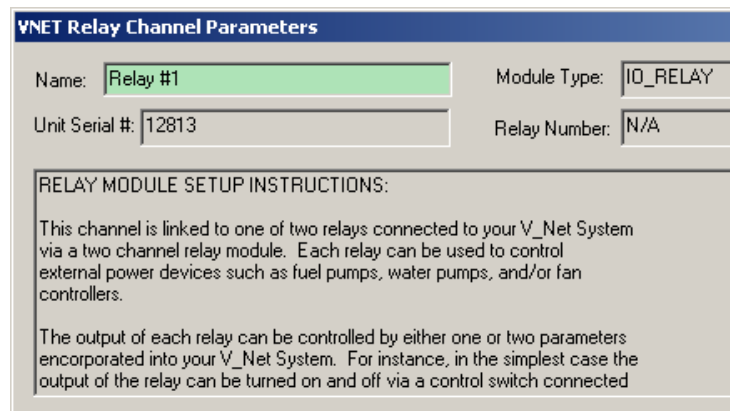 VNET Relay Channel Parameters
Name: Relay #1 Module Type: IO_RELAY
Unit Serial #: 12813 Relay Number: N/A
RELAY MODULE SETUP INSTRUCTIONS:
This channel is linked to one of two relays connected to your V_Net System
via a two channel relay module. Each relay can be used to control
external power devices such as fuel pumps, water pumps, and/or fan
controllers.
The output of each relay can be controlled by either one or two parameters
encorporated into your V_Net System. For instance, in the simplest case the
output of the relay can be turned on and off via a control switch connected